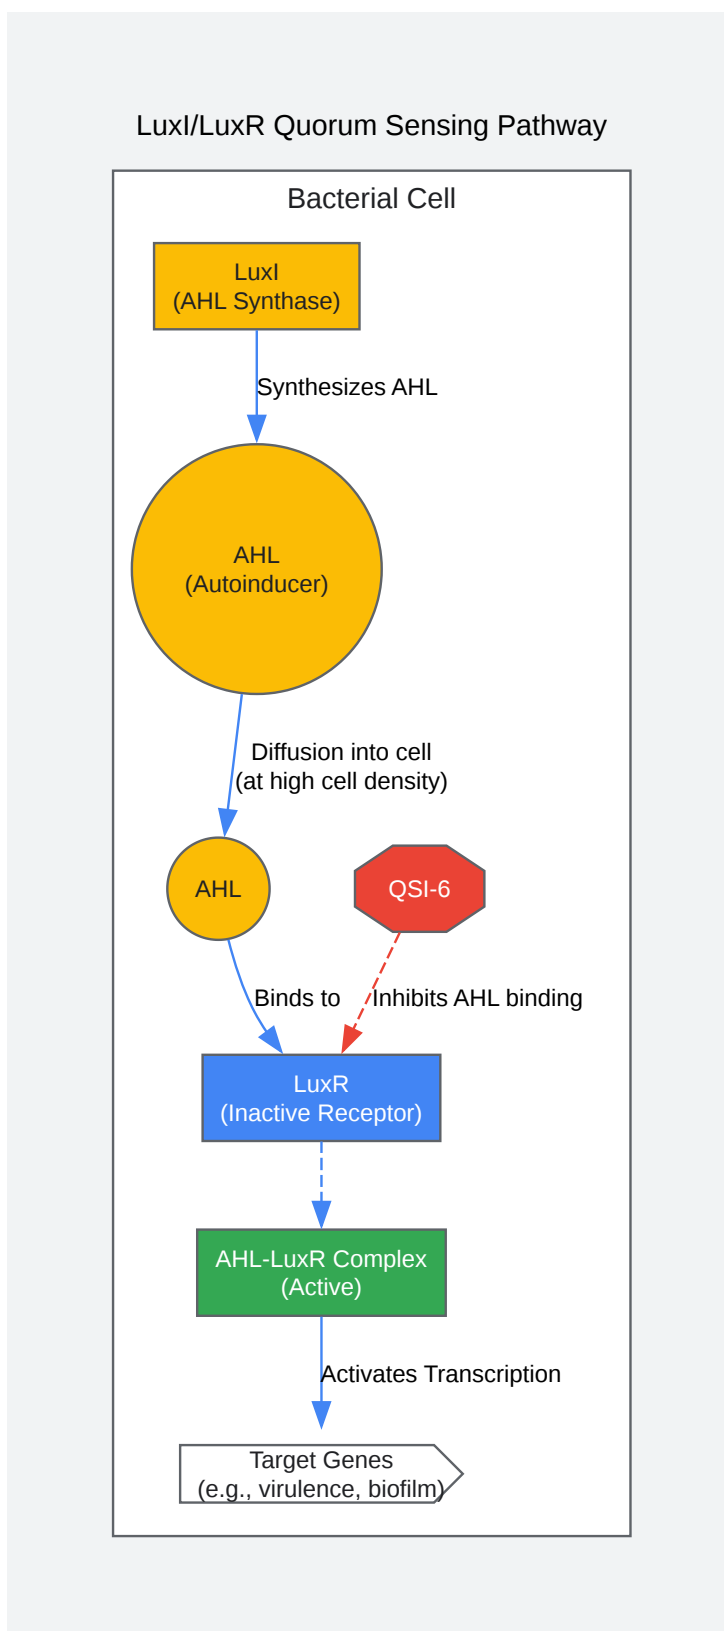 LuxI/LuxR Quorum Sensing Pathway
Bacterial Cell
LuxI
(AHL Synthase)
Synthesizes AHL
AHL
(Autoinducer)
Diffusion into cell
(at high cell density)
AHL
QSI-6
Binds to
Inhibits AHL binding
LuxR
(Inactive Receptor)
AHL-LuxR Complex
(Active)
Activates Transcription
Target Genes
(e.g., virulence, biofilm)